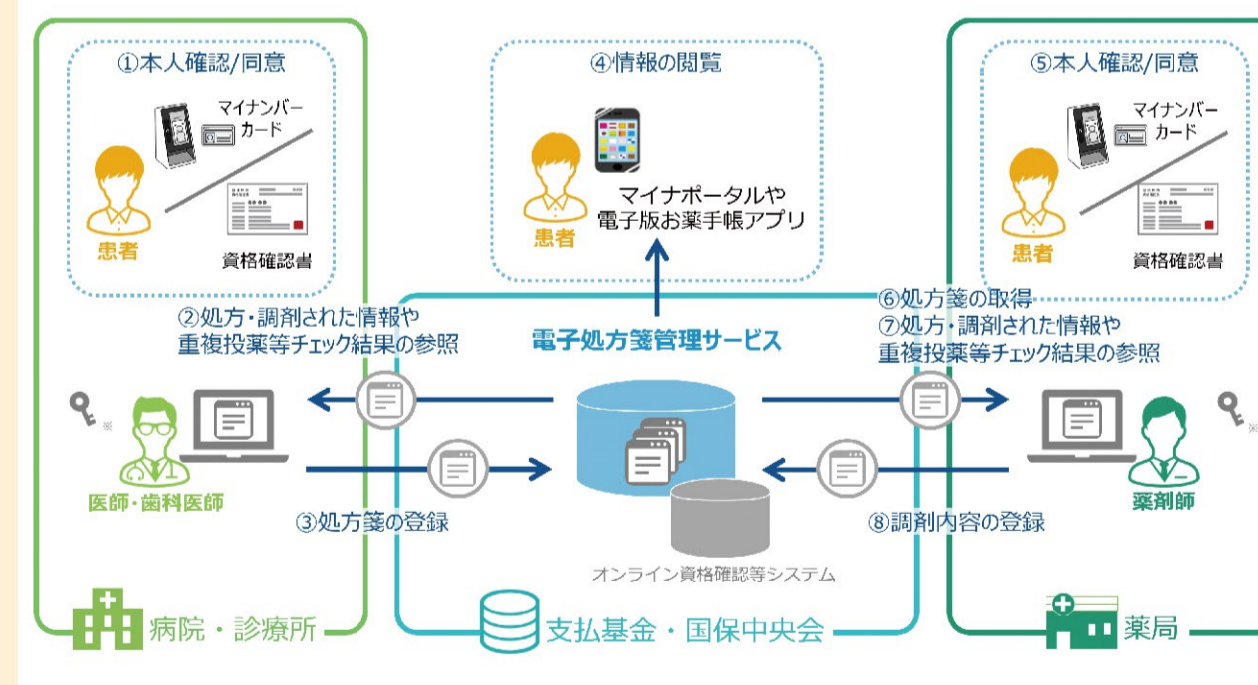 ①本人確認/同意
マイナンバー
カード
患者
資格確認書
④情報の閲覧
マイナポータルや
電子版お薬手帳アプリ
患者
⑤本人確認/同意
マイナンバー
カード
患者
資格確認書
②処方・調剤された情報や
重複投薬等チェック結果の参照
電子処方箋管理サービス
⑥処方箋の取得
⑦処方・調剤された情報や
重複投薬等チェック結果の参照
※
医師・歯科医師
③処方箋の登録
オンライン資格確認等システム
⑧調剤内容の登録
※
薬剤師
病院・診療所
支払基金・国保中央会
薬局